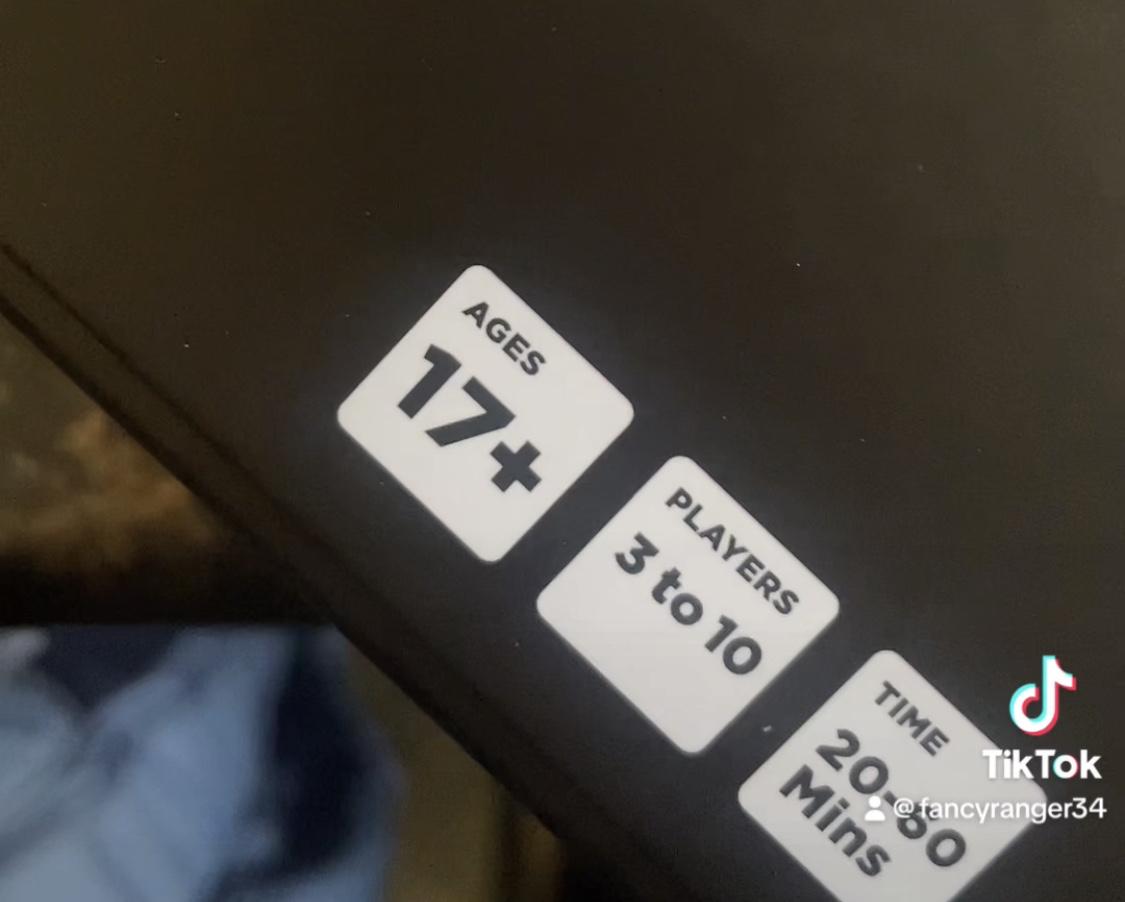 AGES
17+
PLAYERS
3 to 10
TIME
20-60
Mins
TikTok
@fancyranger34